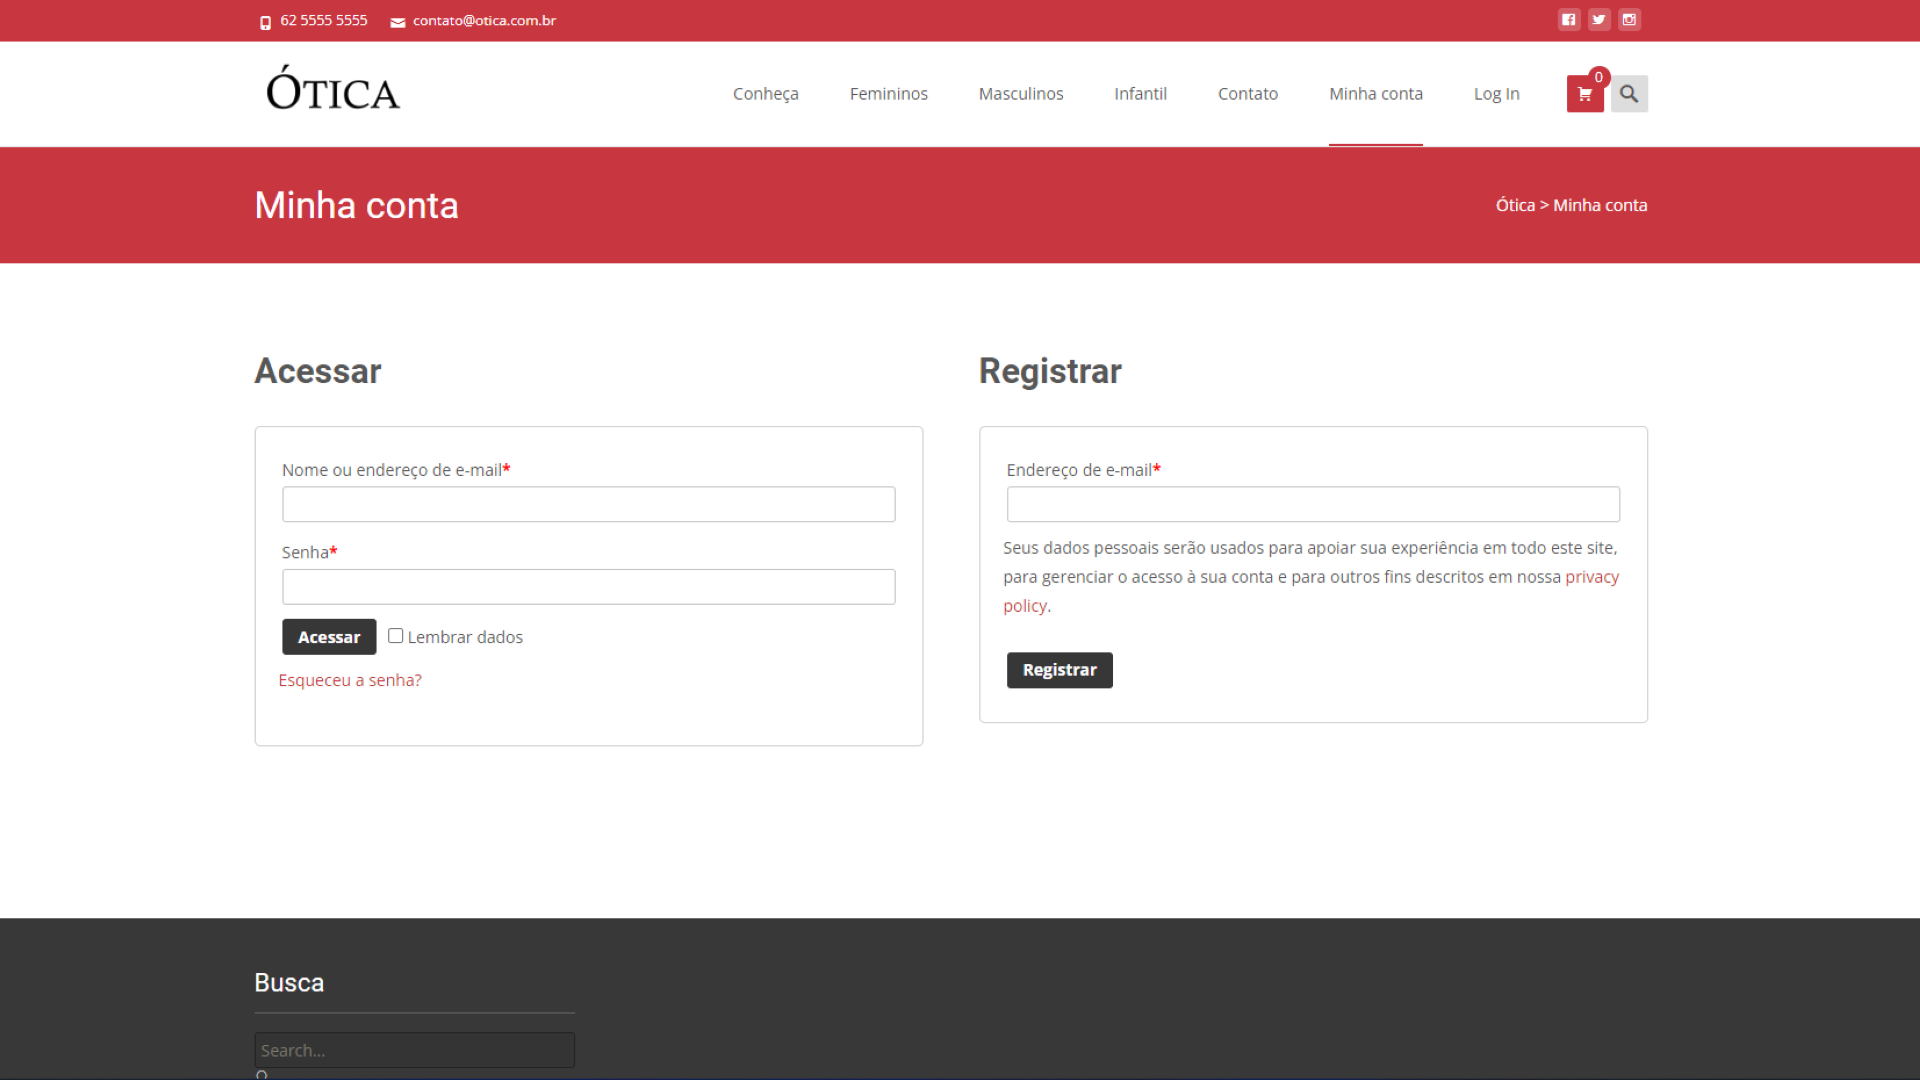 62 5555 5555 contato@otica.com.br
ÓTICA
Conheça Femininos Masculinos Infantil Contato Minha conta Log In 0
Minha conta
Ótica > Minha conta
Acessar
Nome ou endereço de e-mail*
Senha*
Acessar Lembrar dados
Esqueceu a senha?
Registrar
Endereço de e-mail*
Seus dados pessoais serão usados para apoiar sua experiência em todo este site,
para gerenciar o acesso à sua conta e para outros fins descritos em nossa privacy
policy.
Registrar
Busca
Search...